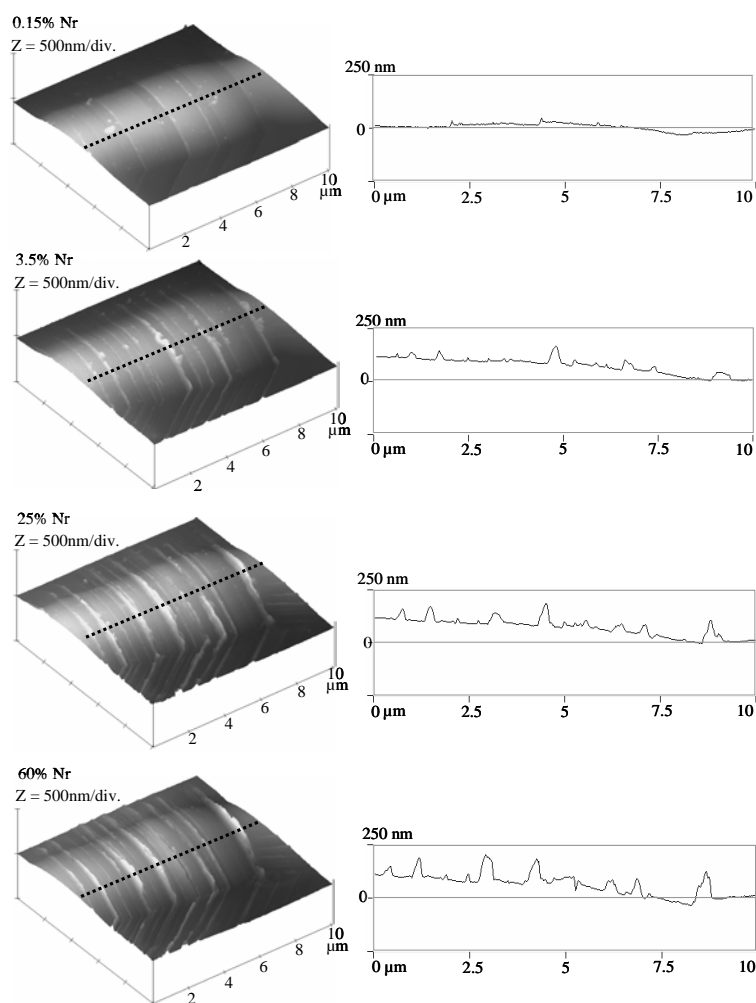 0.15% Nr
Z = 500nm/div.
250 nm
0
0 µm 2.5 5 7.5 10
2 4 6 8 10
µm
3.5% Nr
Z = 500nm/div.
250 nm
0
0 µm 2.5 5 7.5 10
2 4 6 8 10
µm
25% Nr
Z = 500nm/div.
250 nm
0
0 µm 2.5 5 7.5 10
2 4 6 8 10
µm
60% Nr
Z = 500nm/div.
250 nm
0
0 µm 2.5 5 7.5 10
2 4 6 8 10
µm